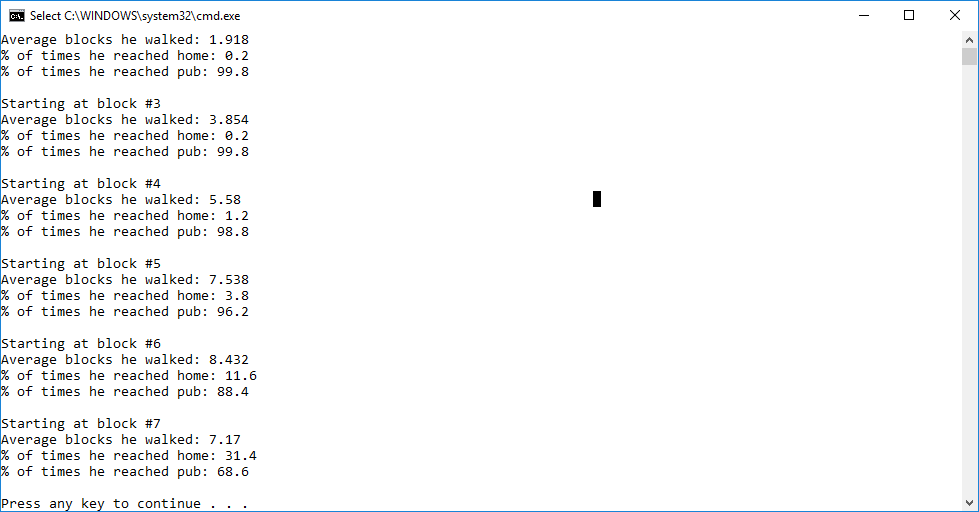 Select C:\WINDOWS\system32\cmd.exe
Average blocks he walked: 1.918
% of times he reached home: 0.2
% of times he reached pub: 99.8
Starting at block #3
Average blocks he walked: 3.854
% of times he reached home: 0.2
% of times he reached pub: 99.8
Starting at block #4
Average blocks he walked: 5.58
% of times he reached home: 1.2
% of times he reached pub: 98.8
Starting at block #5
Average blocks he walked: 7.538
% of times he reached home: 3.8
% of times he reached pub: 96.2
Starting at block #6
Average blocks he walked: 8.432
% of times he reached home: 11.6
% of times he reached pub: 88.4
Starting at block #7
Average blocks he walked: 7.17
% of times he reached home: 31.4
% of times he reached pub: 68.6
Press any key to continue . . .